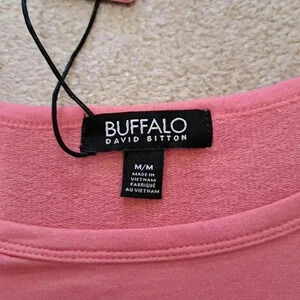 BUFFALO
DAVID BITTON
M/M
MADE IN
VIETNAM
FABRIQUÉ
AU VIETNAM